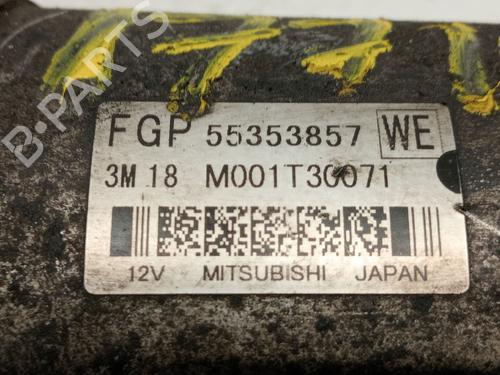 B-PARTS
FGP 55353857 WE
3M 18 M001T30071
12V MITSUBISHI JAPAN